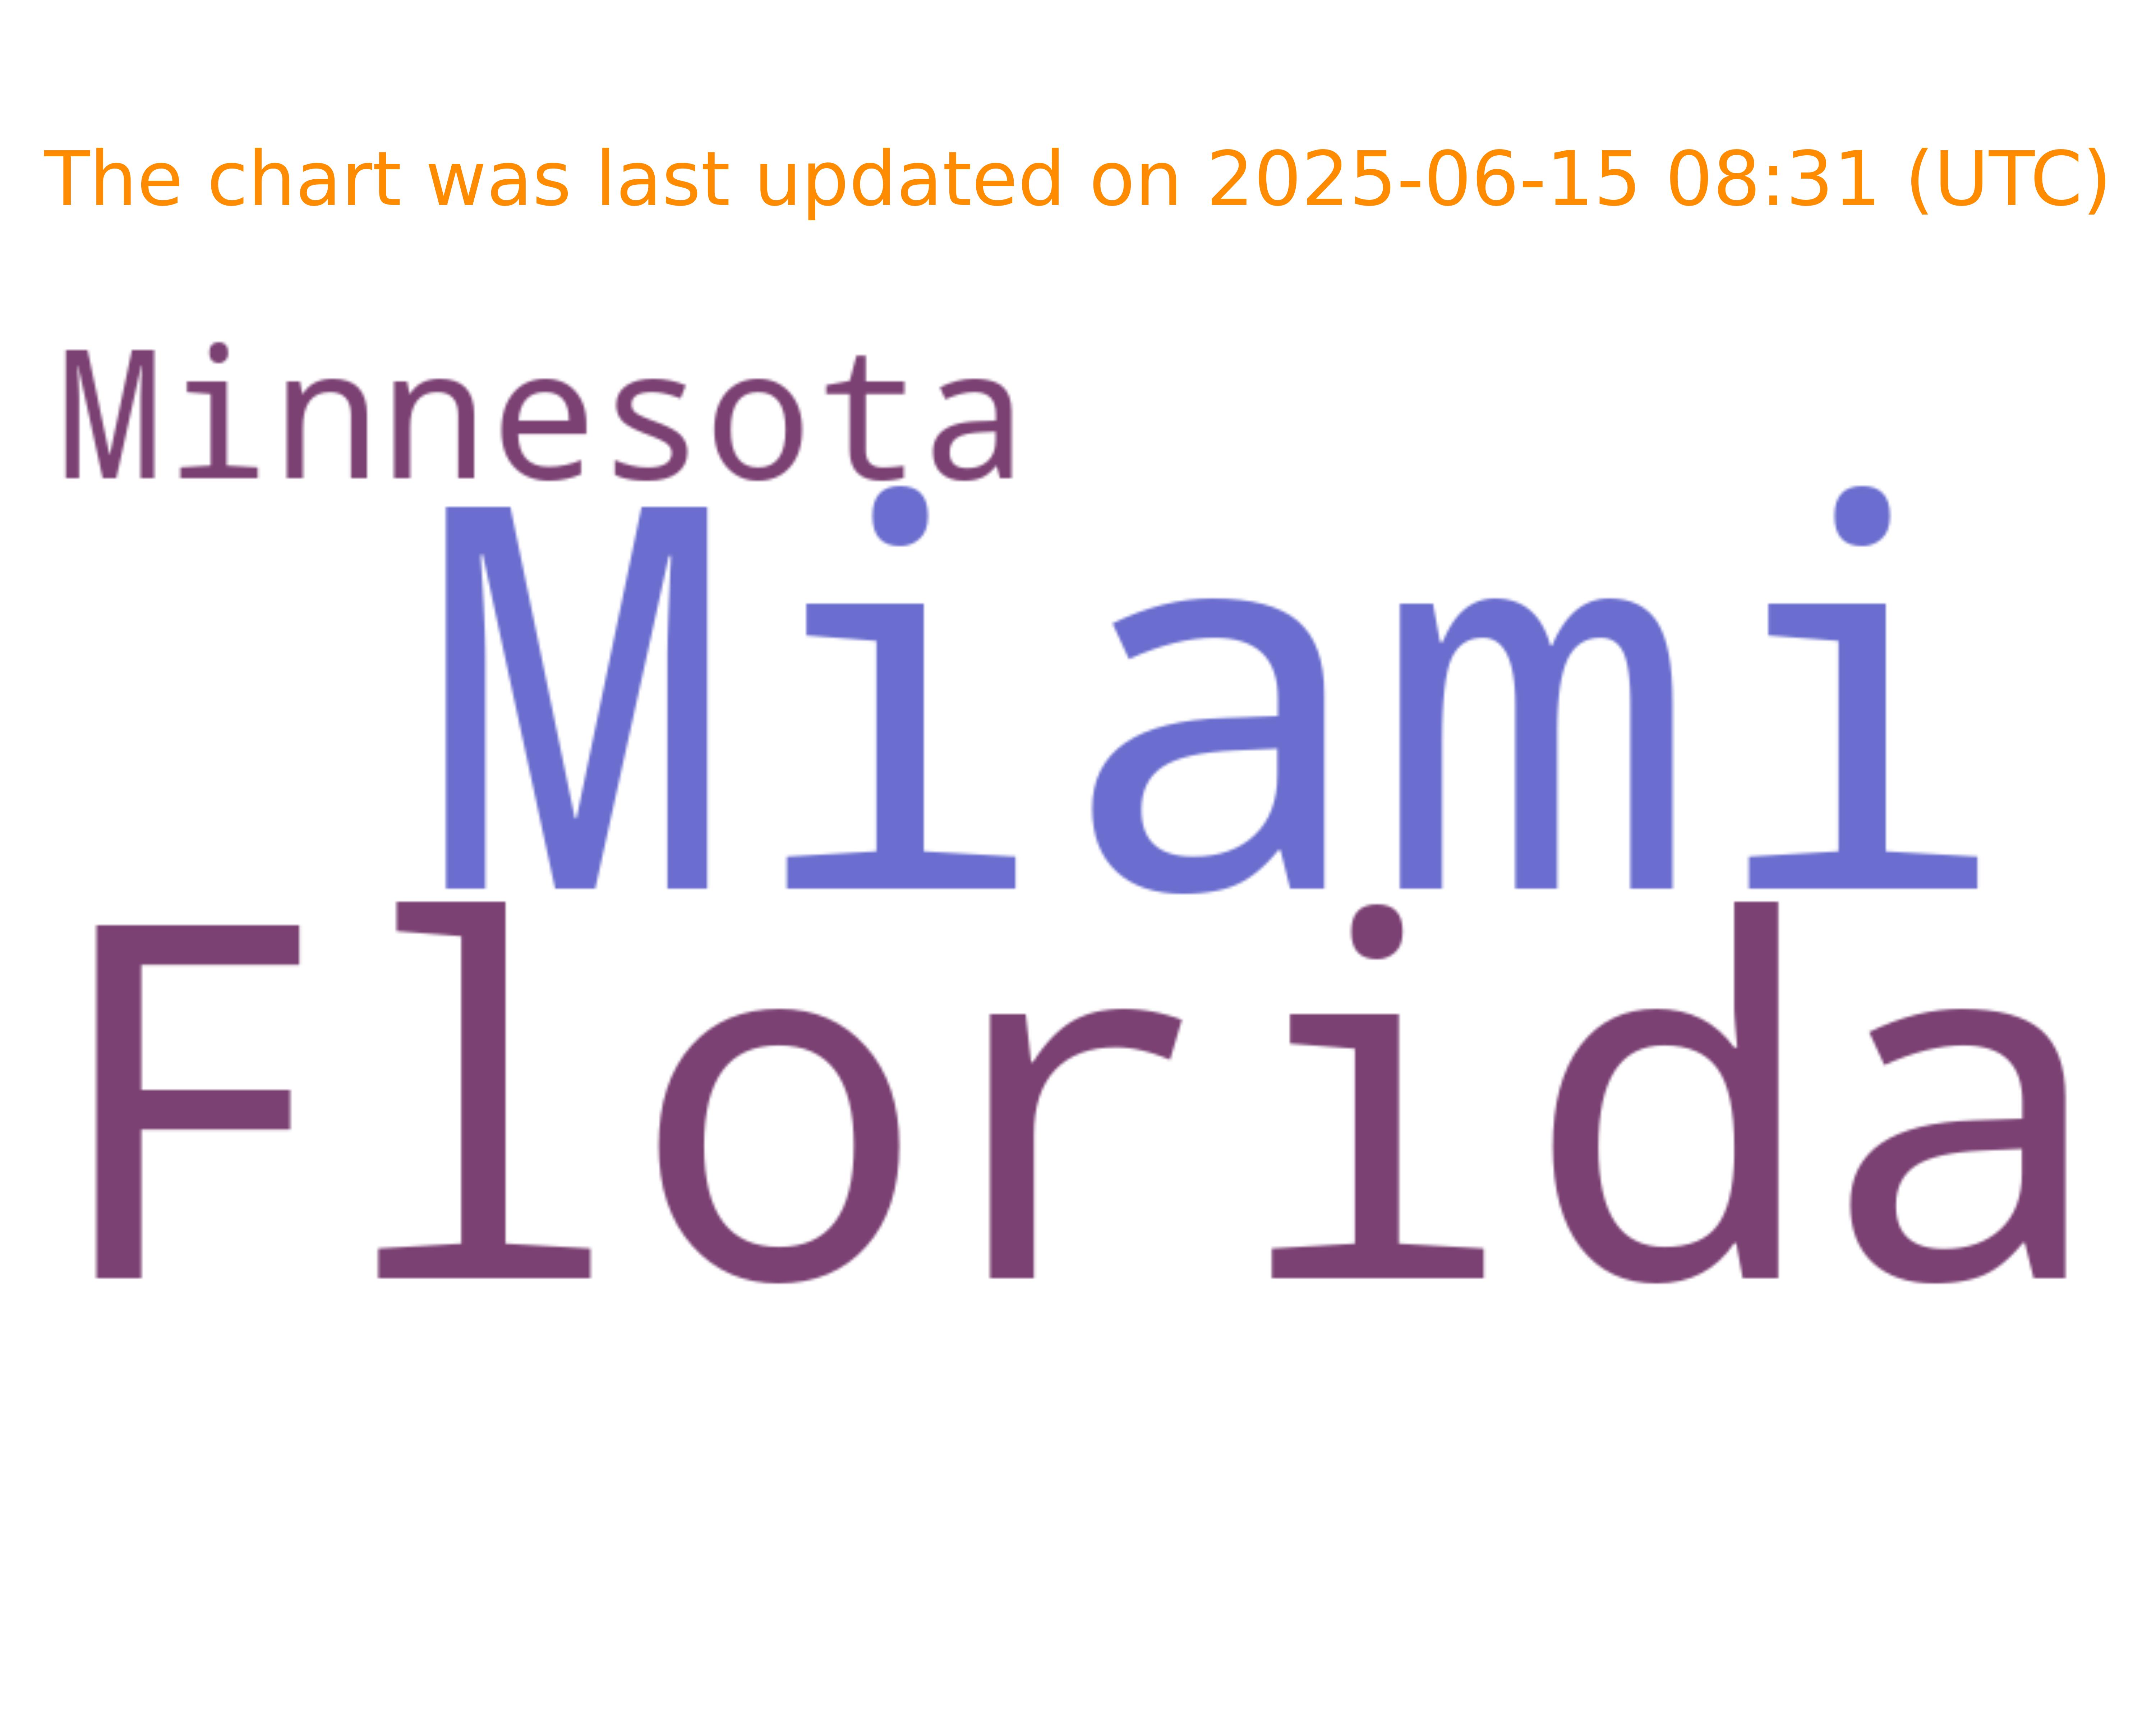 The chart was last updated on 2025-06-15 08:31 (UTC)
Minnesota
Miami
Florida